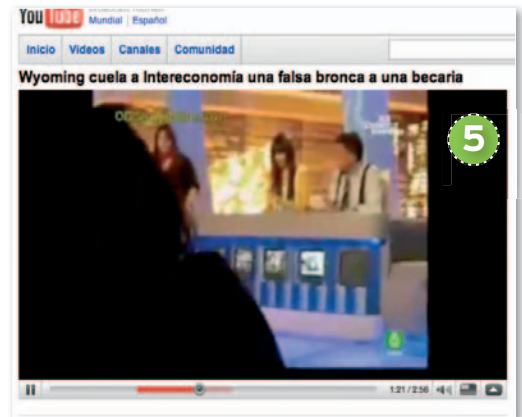 YouTube
Mundial | Español
Inicio Videos Canales Comunidad
Wyoming cuela a Intereconomía una falsa bronca a una becaria
5
1:21 / 2:56